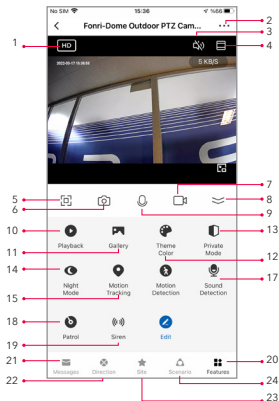 No SIM 15:36 %66
1 < Fonri-Dome Outdoor PTZ Cam... ... 2
HD 3
4
2022-05-17 15:36:03 5 KB/S
5 6 7 8 9
10 Playback Gallery Theme Color Private Mode 13
11 12
14 Night Mode Motion Tracking Motion Detection Sound Detection 17
15
18 Patrol Siren Edit
19
21 Messages Direction Site Scenario Features 20
22 24
23